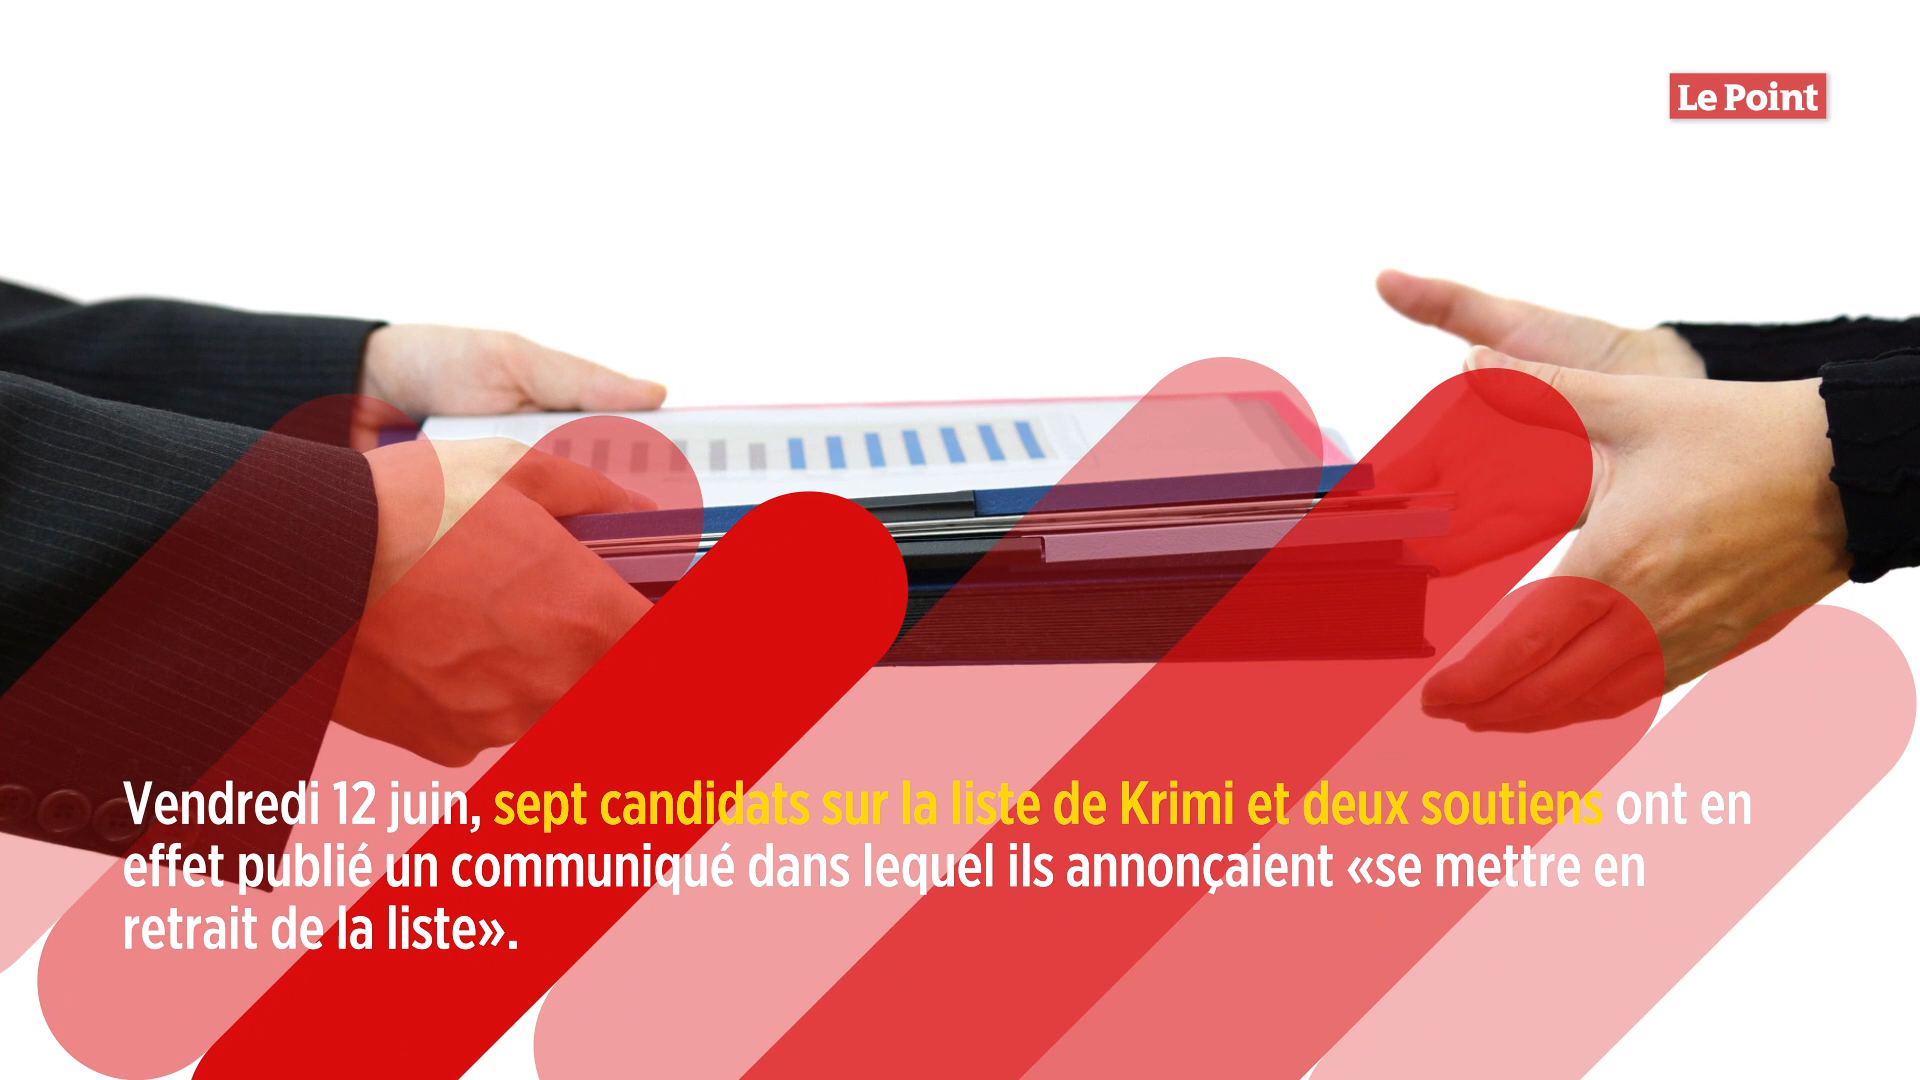 Le Point
Vendredi 12 juin, sept candidats sur la liste de Krimi et deux soutiens ont en
effet publié un communiqué dans lequel ils annonçaient «se mettre en
retrait de la liste».